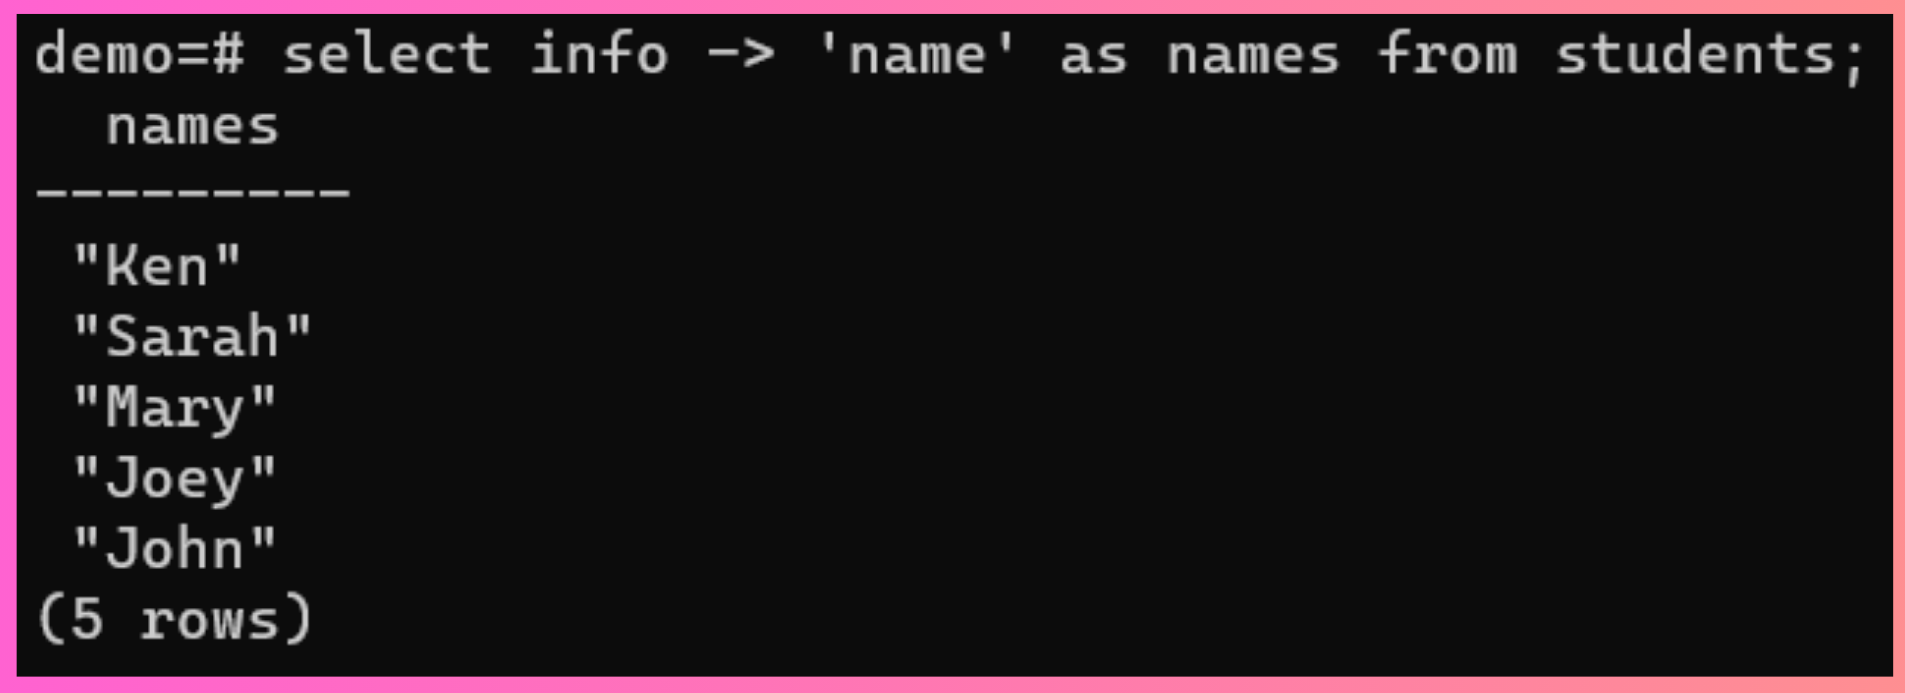 demo=# select info -> 'name' as names from students;
names
---------
"Ken"
"Sarah"
"Mary"
"Joey"
"John"
(5 rows)